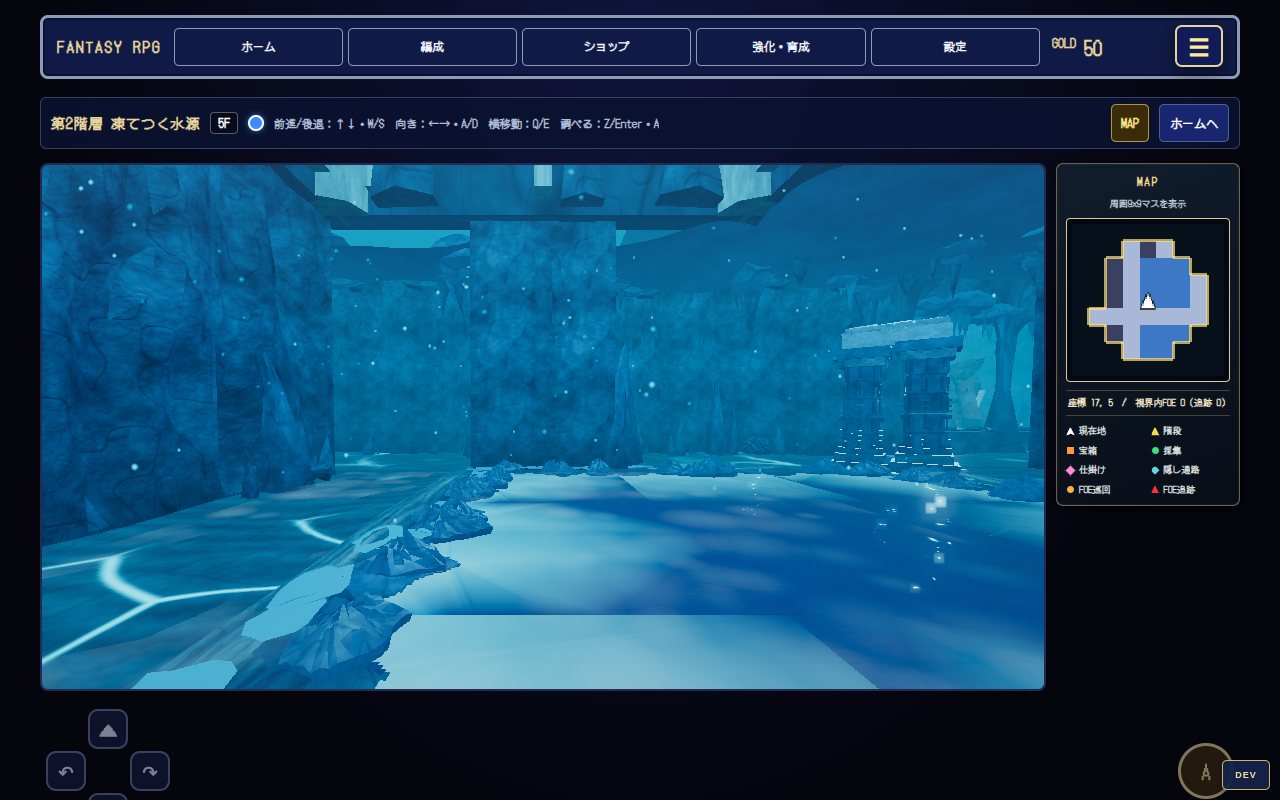 FANTASY RPG
ホーム
編成
ショップ
強化・育成
設定
GOLD 50
第2階層 凍てつく水源
5F
前進/後退：↑↓・W/S 向き：←→・A/D 横移動：Q/E 調べる：Z/Enter・A
MAP
ホームへ
MAP
周囲9x9マスを表示
座標 17, 5 / 視界内FOE 0 (追跡 0)
現在地
階段
宝箱
採集
仕掛け
隠し通路
FOE巡回
FOE追跡
A
DEV